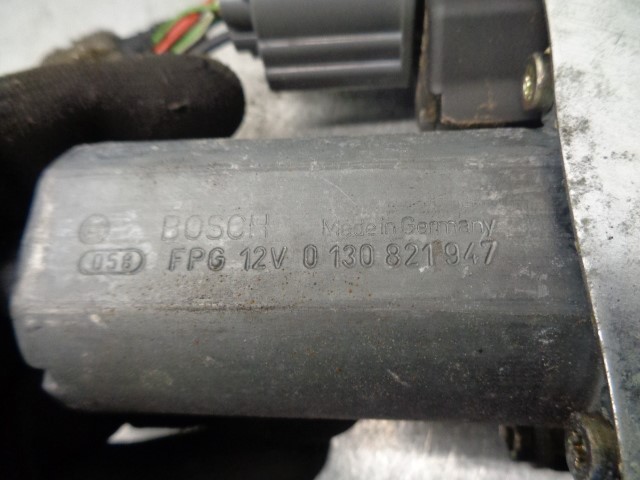 BOSCH Made in Germany
058 FPG 12V 0 130 821 947